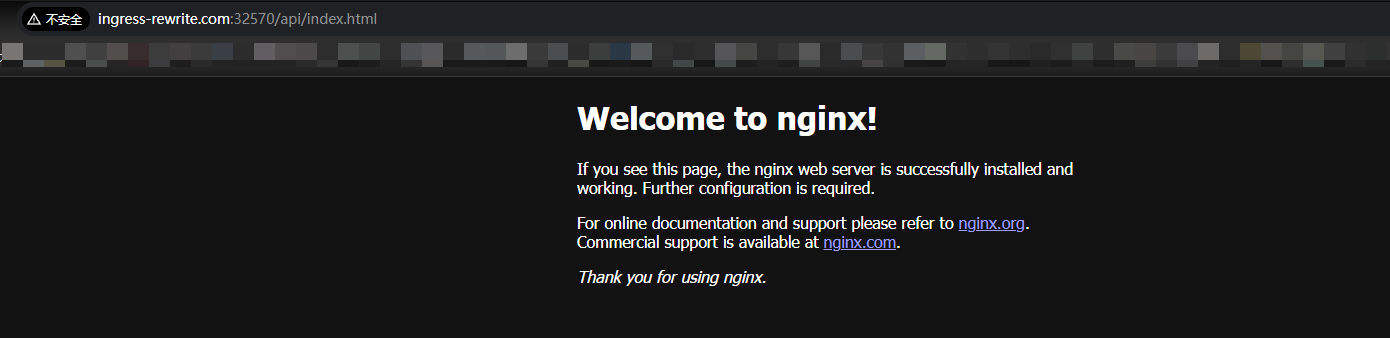 不安全 ingress-rewrite.com:32570/api/index.html
Welcome to nginx!
If you see this page, the nginx web server is successfully installed and
working. Further configuration is required.
For online documentation and support please refer to nginx.org.
Commercial support is available at nginx.com.
Thank you for using nginx.